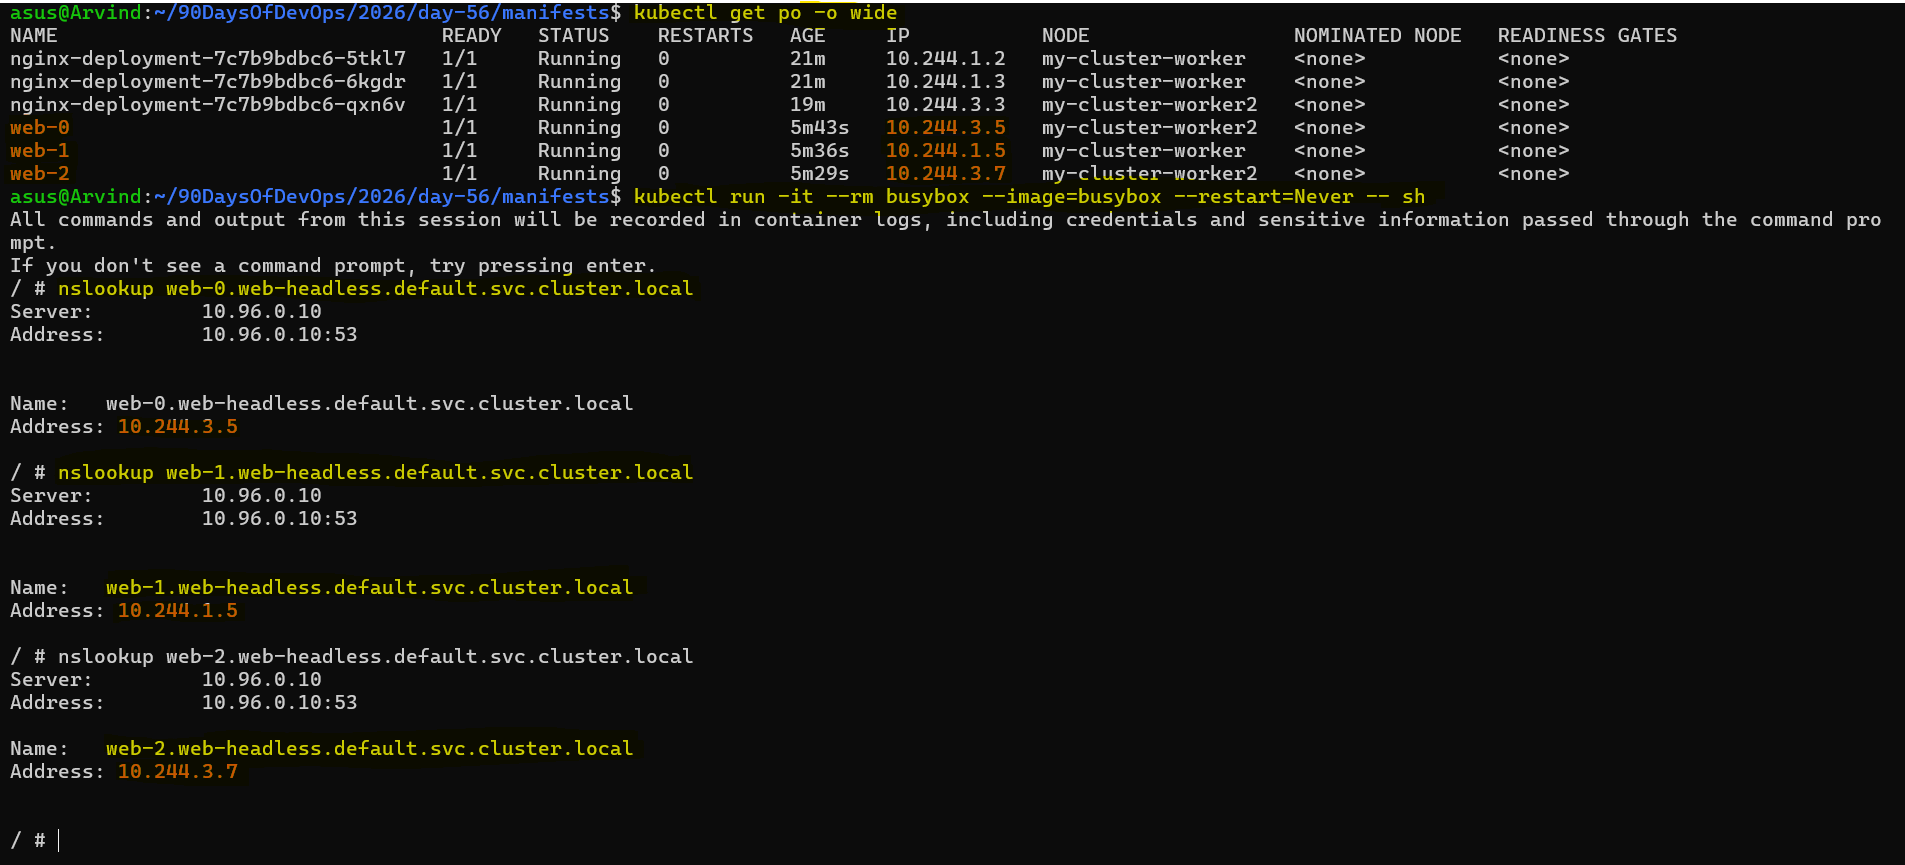 asus@Arvind:~/90DaysOfDevOps/2026/day-56/manifests$ kubectl get po -o wide
NAME READY STATUS RESTARTS AGE IP NODE NOMINATED NODE READINESS GATES
nginx-deployment-7c7b9bdbc6-5tkl7 1/1 Running 0 21m 10.244.1.2 my-cluster-worker <none> <none>
nginx-deployment-7c7b9bdbc6-6kgdr 1/1 Running 0 21m 10.244.1.3 my-cluster-worker <none> <none>
nginx-deployment-7c7b9bdbc6-qxn6v 1/1 Running 0 19m 10.244.3.3 my-cluster-worker2 <none> <none>
web-0 1/1 Running 0 5m43s 10.244.3.5 my-cluster-worker2 <none> <none>
web-1 1/1 Running 0 5m36s 10.244.1.5 my-cluster-worker <none> <none>
web-2 1/1 Running 0 5m29s 10.244.3.7 my-cluster-worker2 <none> <none>
asus@Arvind:~/90DaysOfDevOps/2026/day-56/manifests$ kubectl run -it --rm busybox --image=busybox --restart=Never -- sh
All commands and output from this session will be recorded in container logs, including credentials and sensitive information passed through the command pro
mpt.
If you don't see a command prompt, try pressing enter.
/ # nslookup web-0.web-headless.default.svc.cluster.local
Server: 10.96.0.10
Address: 10.96.0.10:53
Name: web-0.web-headless.default.svc.cluster.local
Address: 10.244.3.5
/ # nslookup web-1.web-headless.default.svc.cluster.local
Server: 10.96.0.10
Address: 10.96.0.10:53
Name: web-1.web-headless.default.svc.cluster.local
Address: 10.244.1.5
/ # nslookup web-2.web-headless.default.svc.cluster.local
Server: 10.96.0.10
Address: 10.96.0.10:53
Name: web-2.web-headless.default.svc.cluster.local
Address: 10.244.3.7
/ #